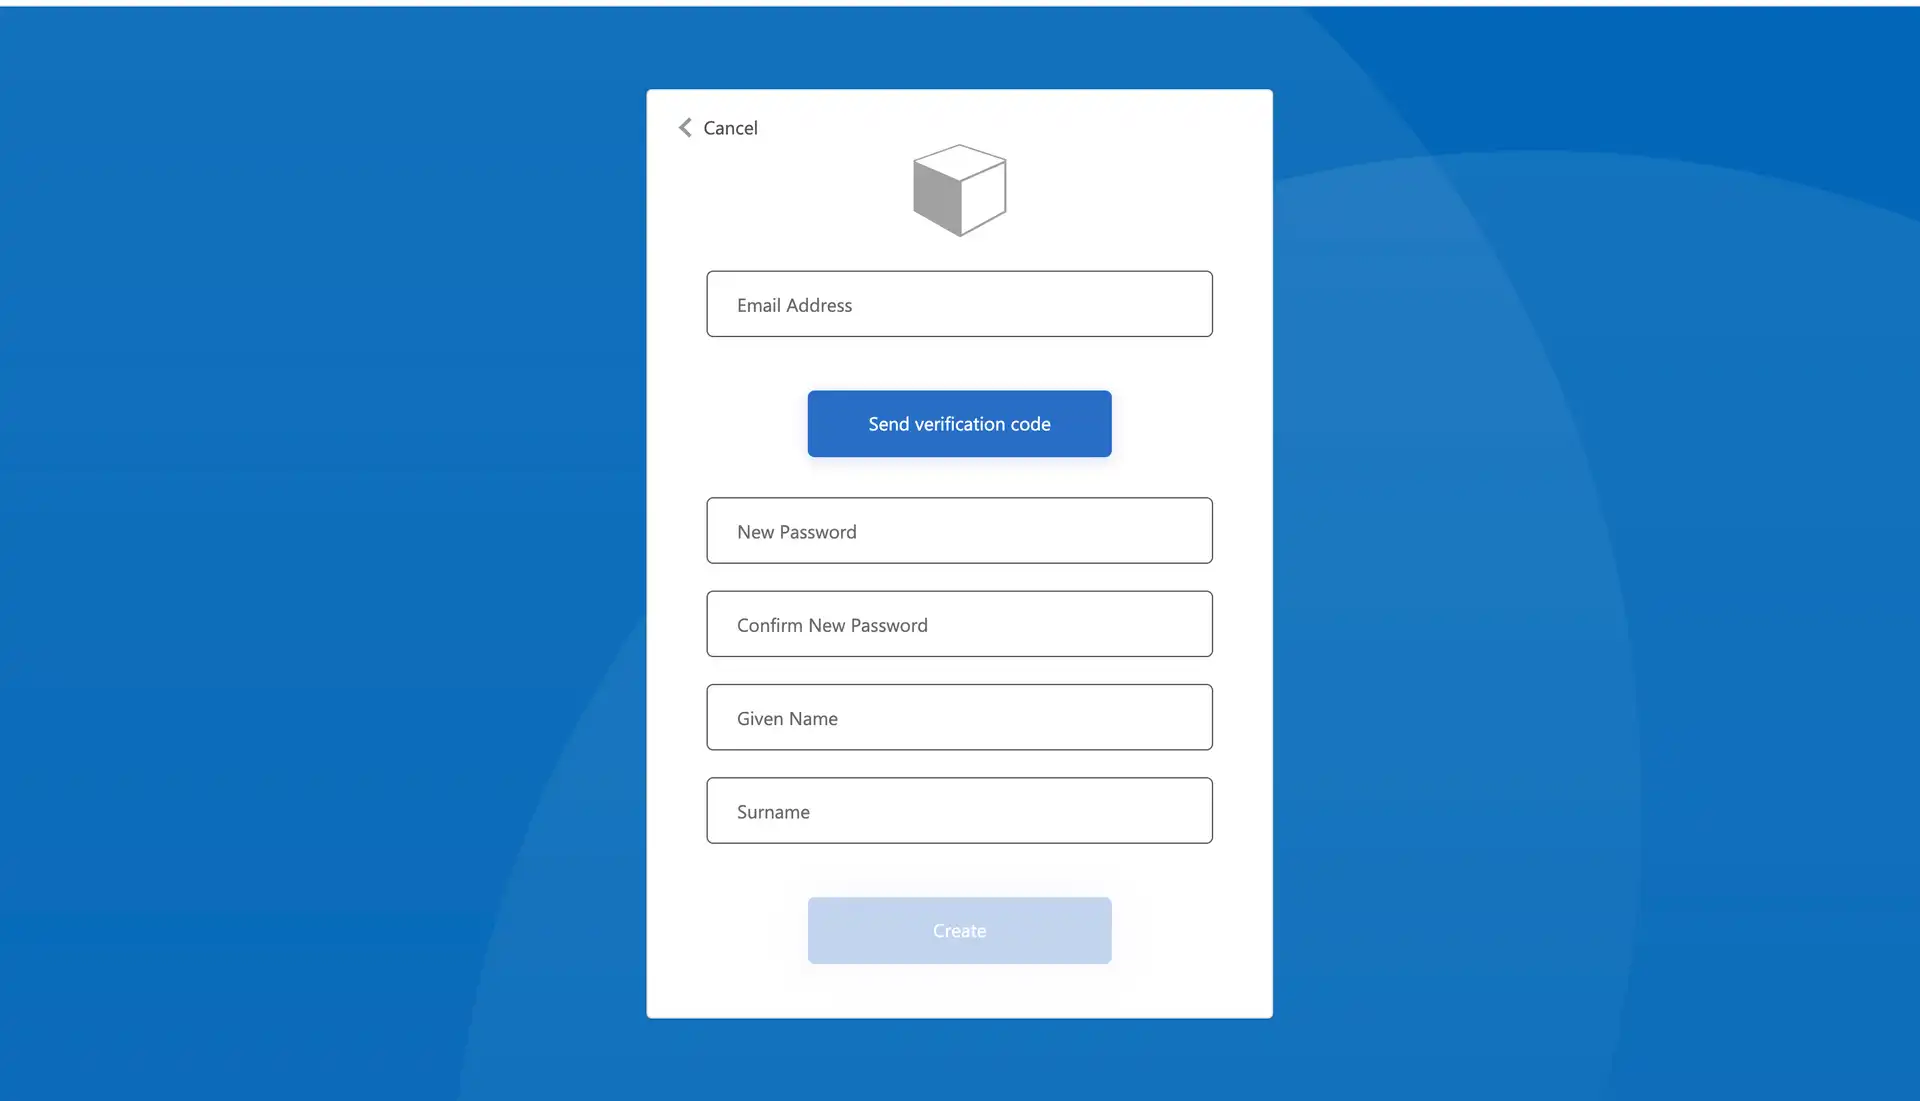 Cancel
Email Address
Send verification code
New Password
Confirm New Password
Given Name
Surname
Create